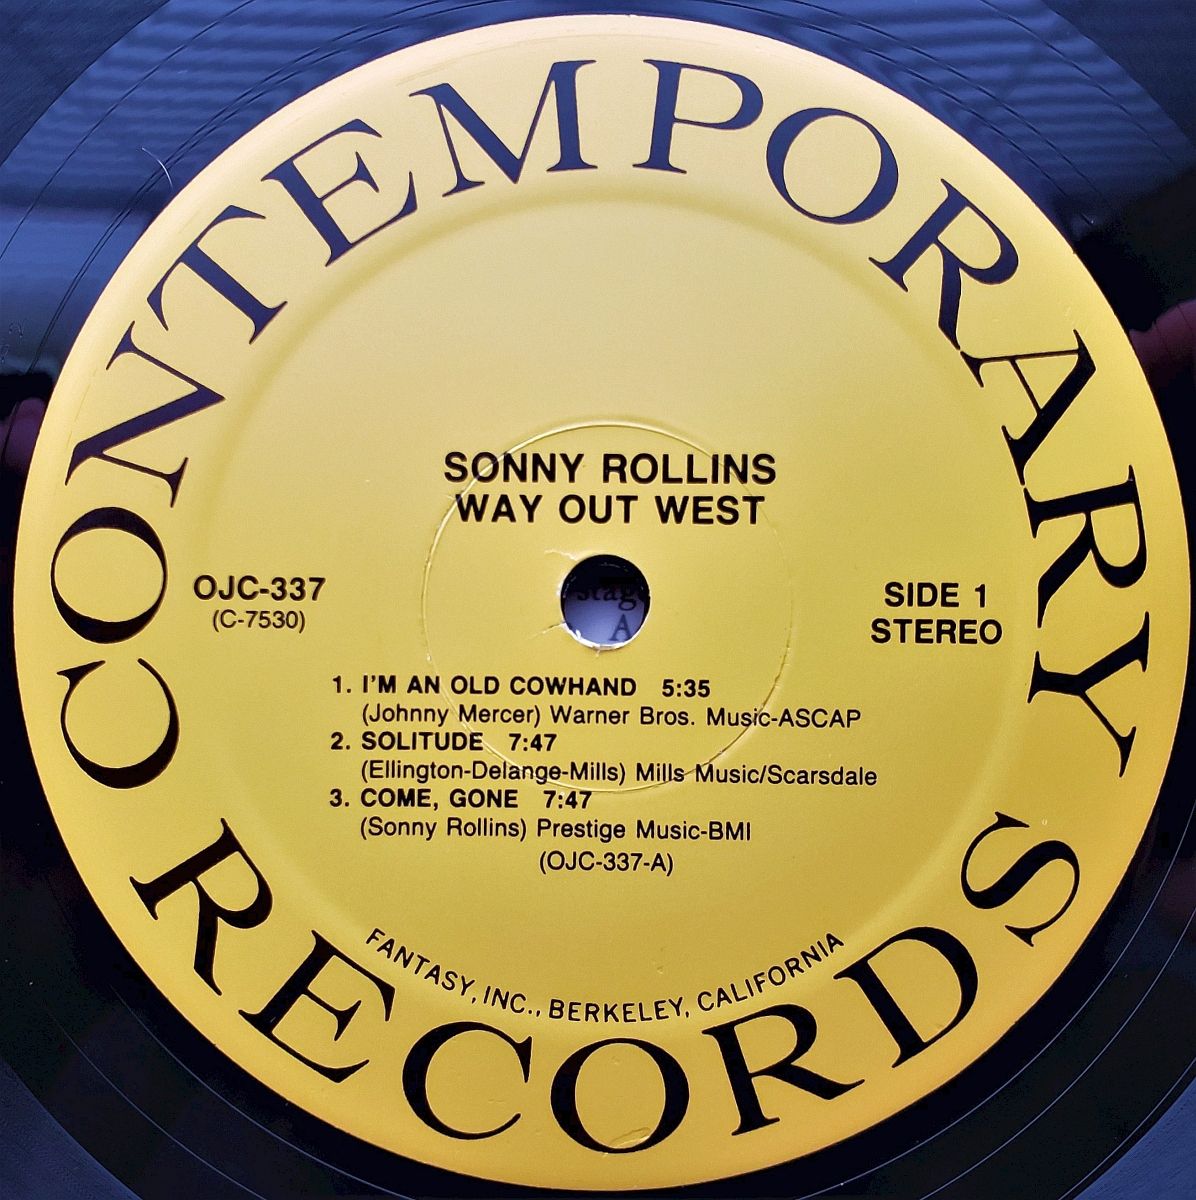 CONTEMPORARY RECORDS
SONNY ROLLINS
WAY OUT WEST
OJC-337
(C-7530)
SIDE 1
STEREO
1. I'M AN OLD COWHAND 5:35
(Johnny Mercer) Warner Bros. Music-ASCAP
2. SOLITUDE 7:47
(Ellington-Delange-Mills) Mills Music/Scarsdale
3. COME, GONE 7:47
(Sonny Rollins) Prestige Music-BMI
(OJC-337-A)
FANTASY, INC., BERKELEY, CALIFORNIA